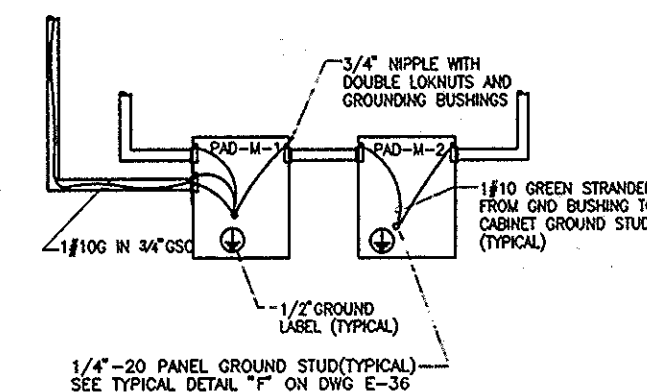 3/4" NIPPLE WITH
DOUBLE LOKNUTS AND
GROUNDING BUSHINGS
PAD-M-1
PAD-M-2
1#10 GREEN STRANDED
FROM GND BUSHING TO
CABINET GROUND STUD
(TYPICAL)
1#10G IN 3/4"GSC
1/2"GROUND
LABEL (TYPICAL)
1/4"-20 PANEL GROUND STUD(TYPICAL)
SEE TYPICAL DETAIL "F" ON DWG E-36